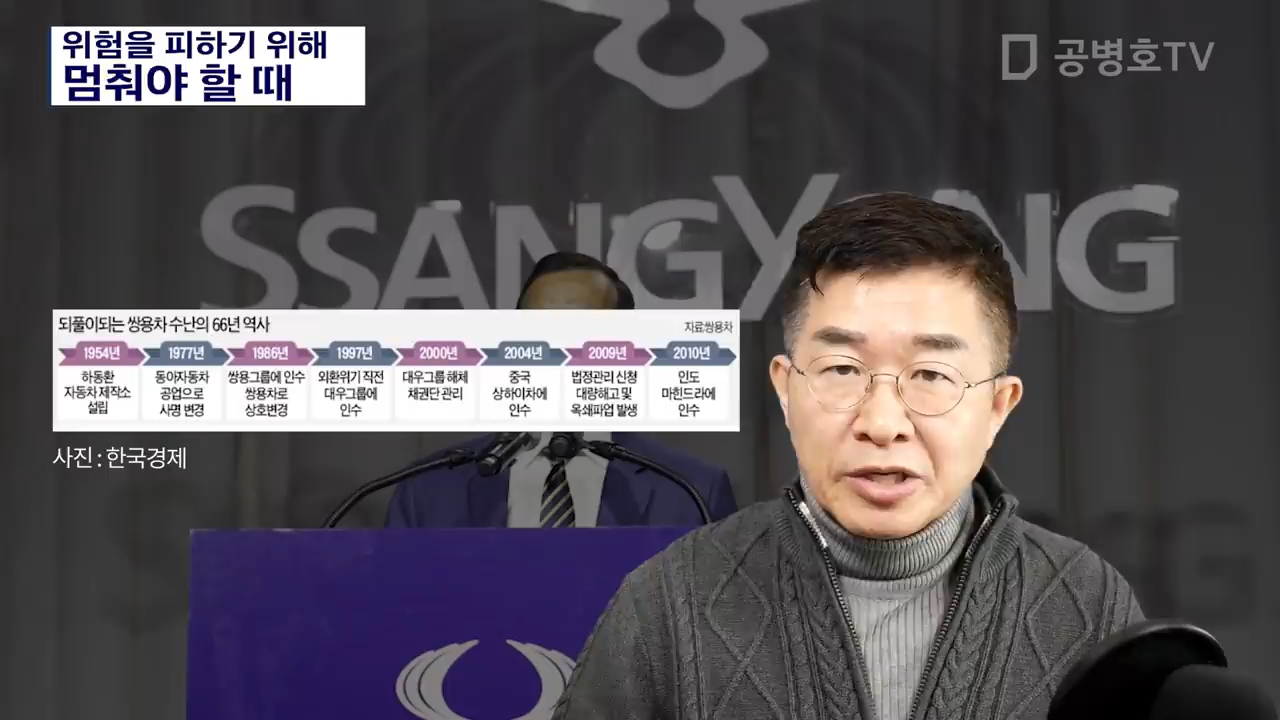 위험을 피하기 위해
멈춰야 할 때
공병호TV
SSANGYONG
되풀이되는 쌍용차 수난의 66년 역사
자료쌍용차
1954년
하동환
자동차 제작소
설립
1977년
동아자동차
공업으로
사명 변경
1986년
쌍용그룹에 인수
쌍용차로
상호변경
1997년
외환위기 직전
대우그룹에
인수
2000년
대우그룹 해체
채권단 관리
2004년
중국
상하이차에
인수
2009년
법정관리 신청
대량해고 및
옥쇄파업 발생
2010년
인도
마힌드라에
인수
사진 : 한국경제